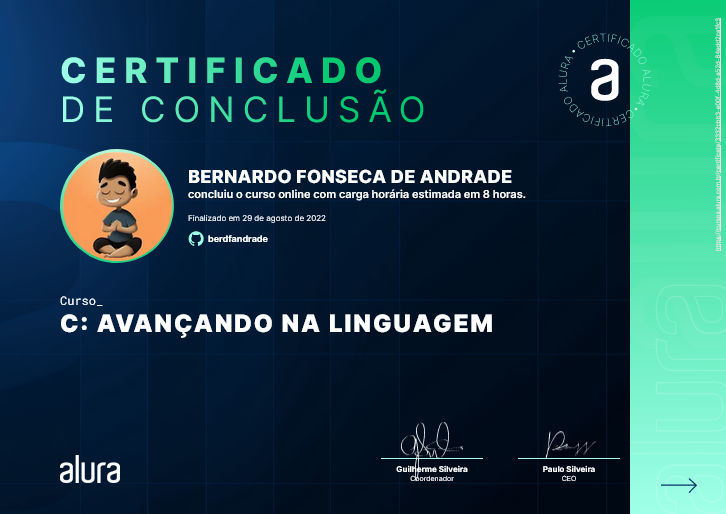 CERTIFICADO
DE CONCLUSÃO
CERTIFICADO ALURA • CERTIFICADO ALURA •
a
BERNARDO FONSECA DE ANDRADE
concluiu o curso online com carga horária estimada em 8 horas.
Finalizado em 29 de agosto de 2022
berdfandrade
Curso_
C: AVANÇANDO NA LINGUAGEM
alura
Guilherme Silveira
Coordenador
Paulo Silveira
CEO
alura